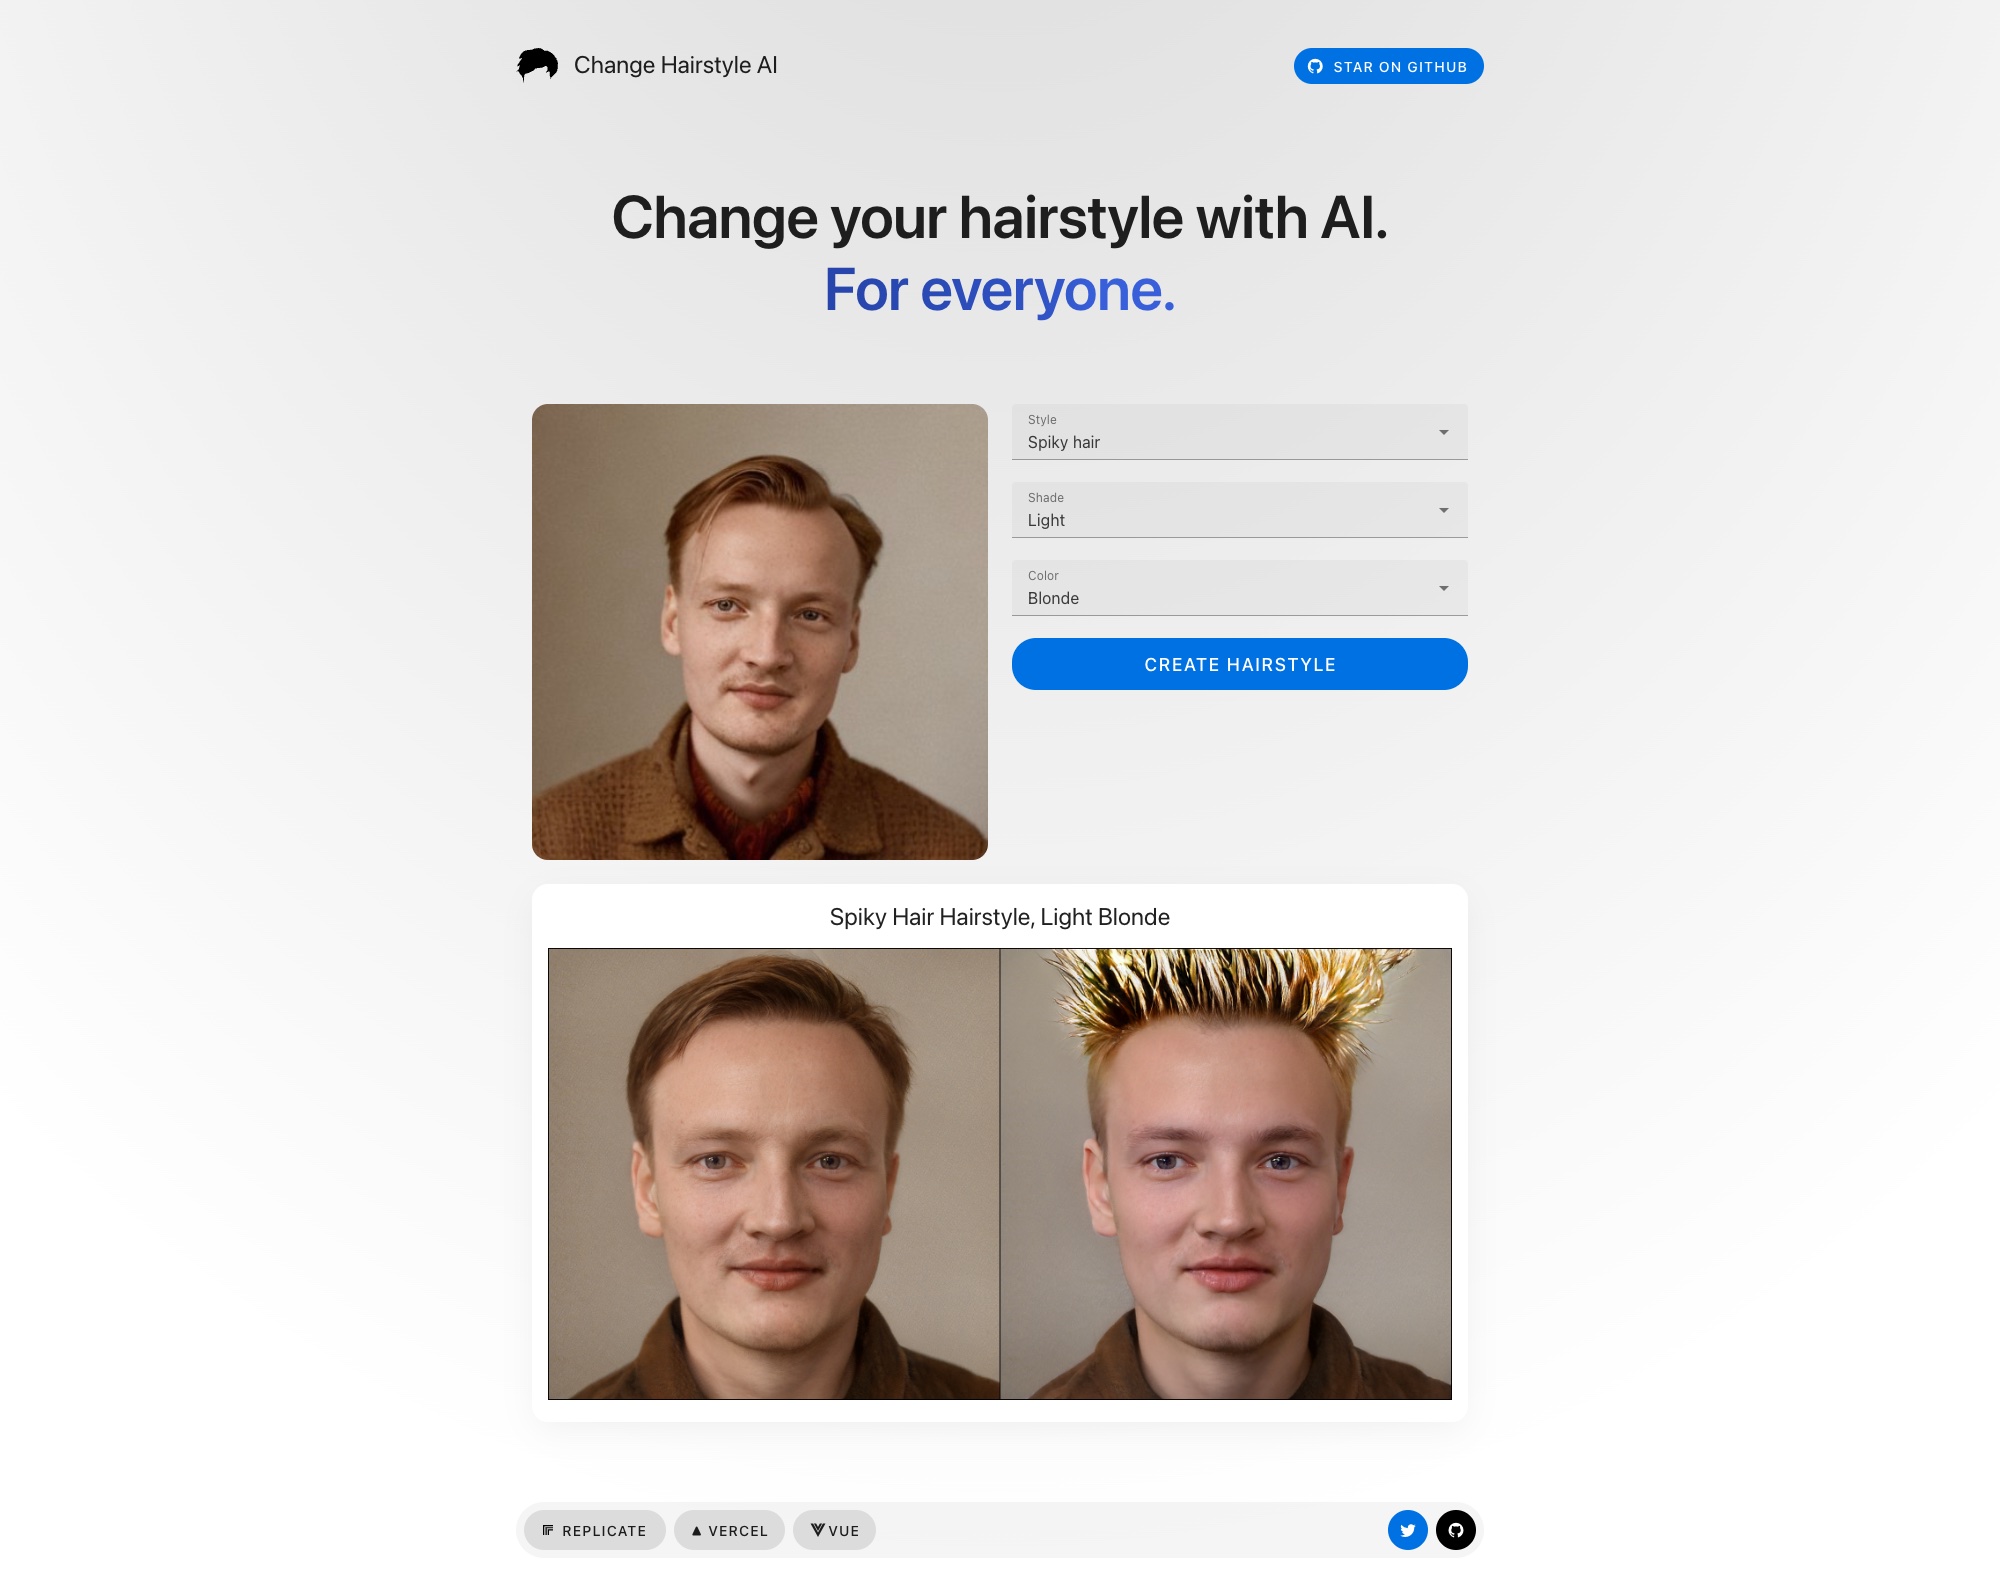 Change Hairstyle AI
STAR ON GITHUB
Change your hairstyle with AI.
For everyone.
Style
Spiky hair
Shade
Light
Color
Blonde
CREATE HAIRSTYLE
Spiky Hair Hairstyle, Light Blonde
REPLICATE
VERCEL
VUE